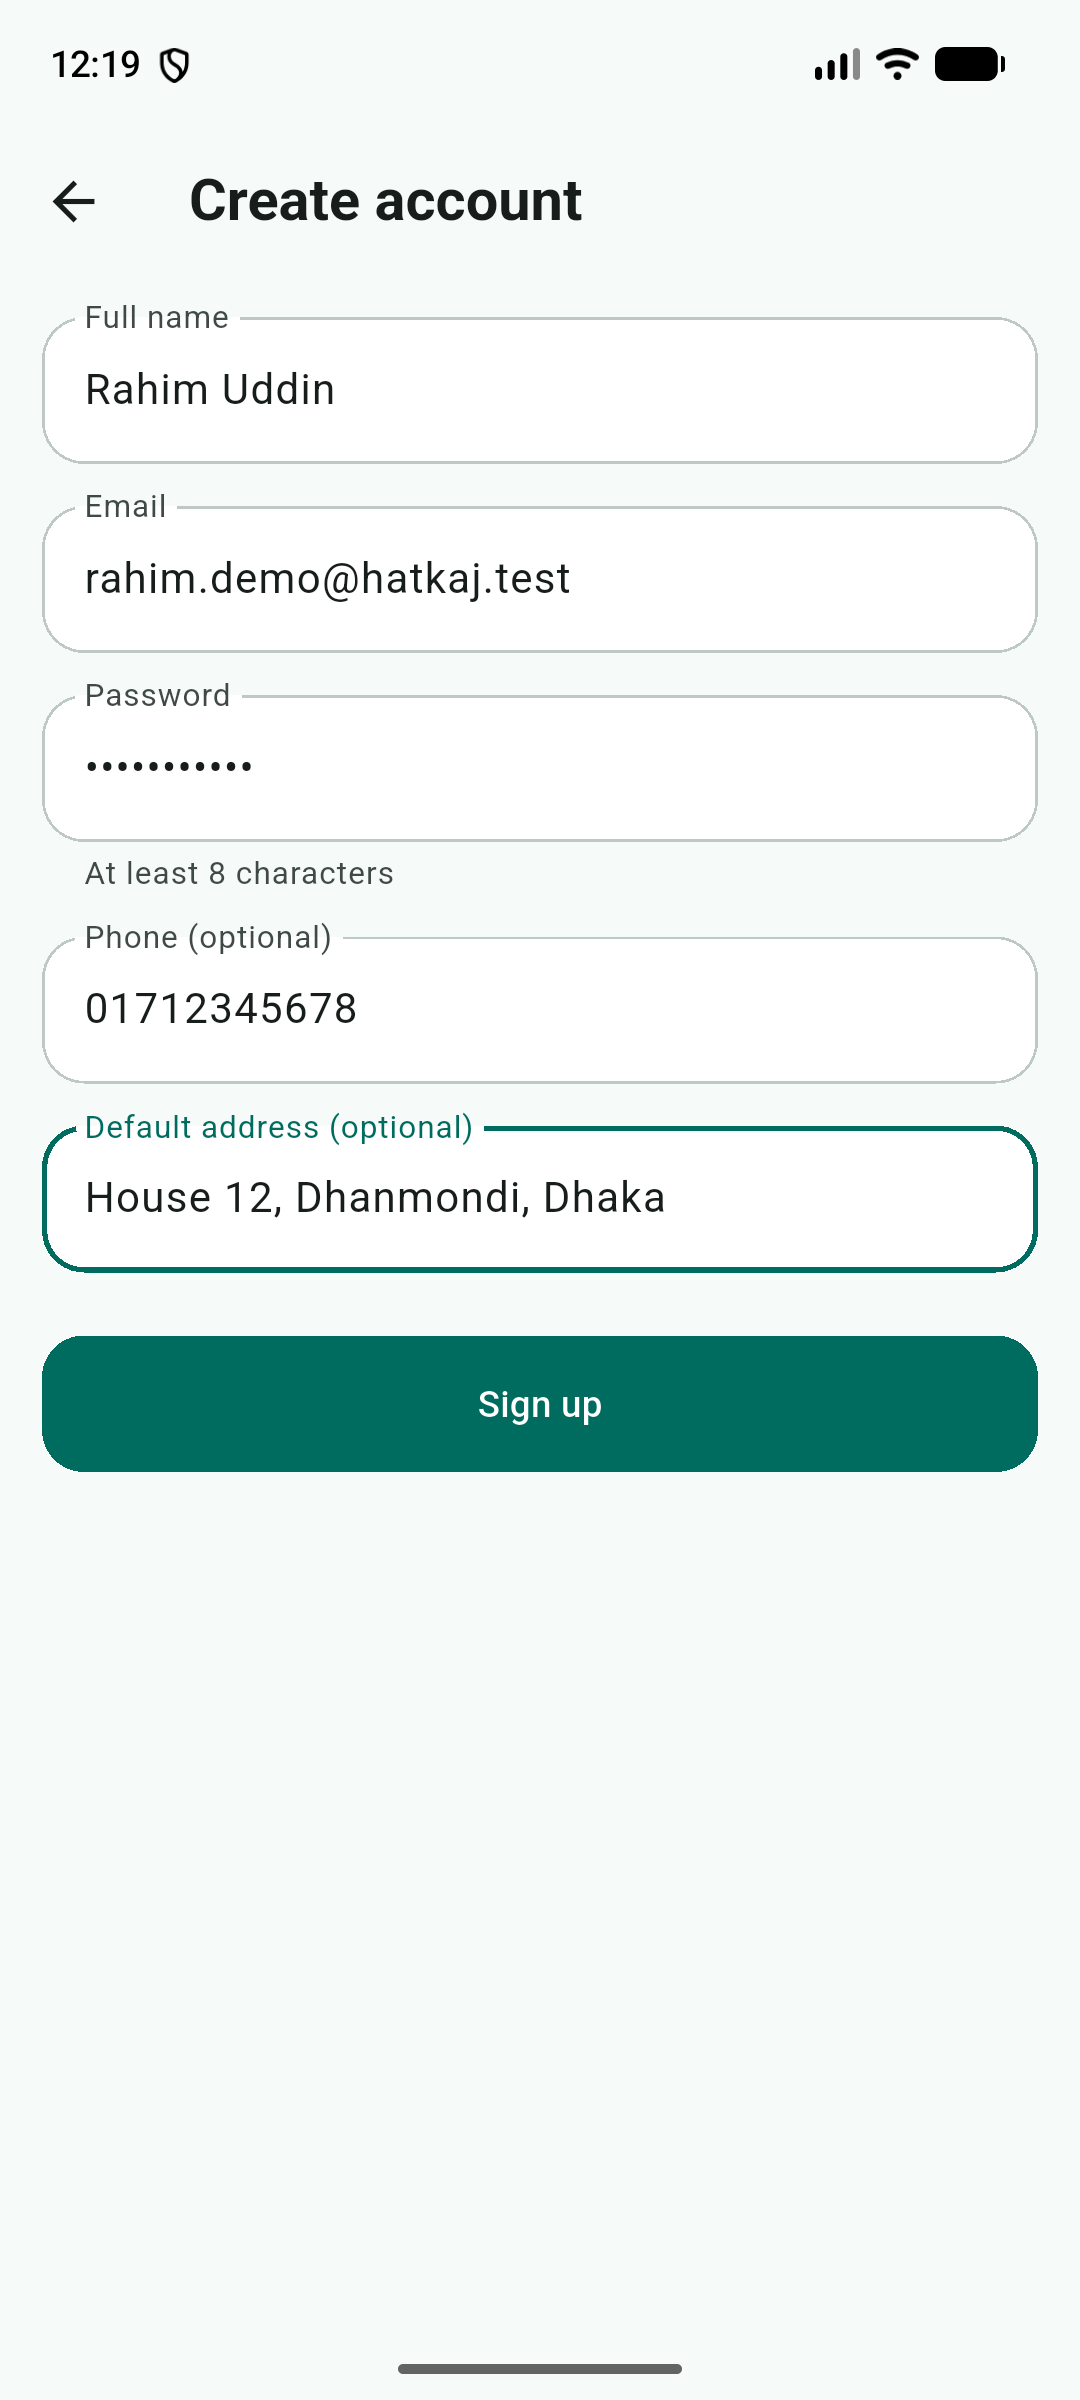 12:19
Create account
Full name
Rahim Uddin
Email
rahim.demo@hatkaj.test
Password
•••••••••••
At least 8 characters
Phone (optional)
01712345678
Default address (optional)
House 12, Dhanmondi, Dhaka
Sign up